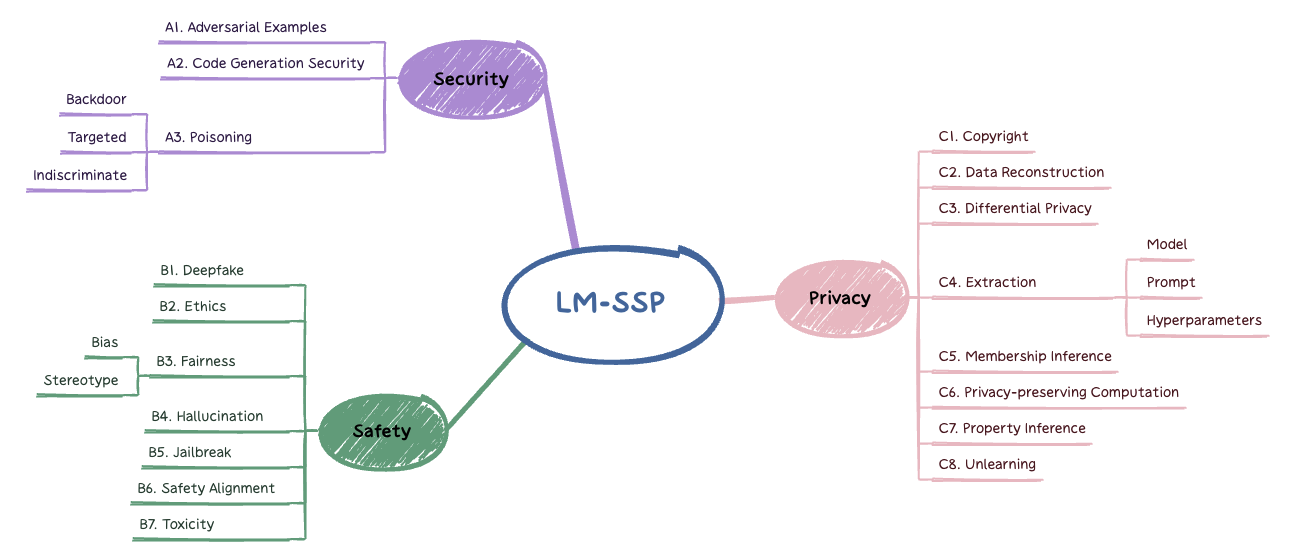 LM-SSP
Security
A1. Adversarial Examples
A2. Code Generation Security
A3. Poisoning
Backdoor
Targeted
Indiscriminate
Safety
B1. Deepfake
B2. Ethics
B3. Fairness
Bias
Stereotype
B4. Hallucination
B5. Jailbreak
B6. Safety Alignment
B7. Toxicity
Privacy
C1. Copyright
C2. Data Reconstruction
C3. Differential Privacy
C4. Extraction
Model
Prompt
Hyperparameters
C5. Membership Inference
C6. Privacy-preserving Computation
C7. Property Inference
C8. Unlearning